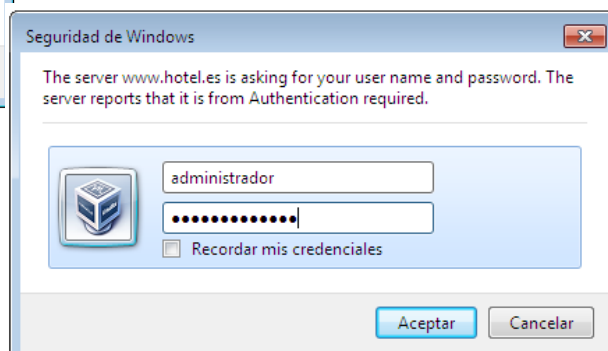 Seguridad de Windows
The server www.hotel.es is asking for your user name and password. The
server reports that it is from Authentication required.
administrador
●●●●●●●●●●●●●
Recordar mis credenciales
Aceptar
Cancelar